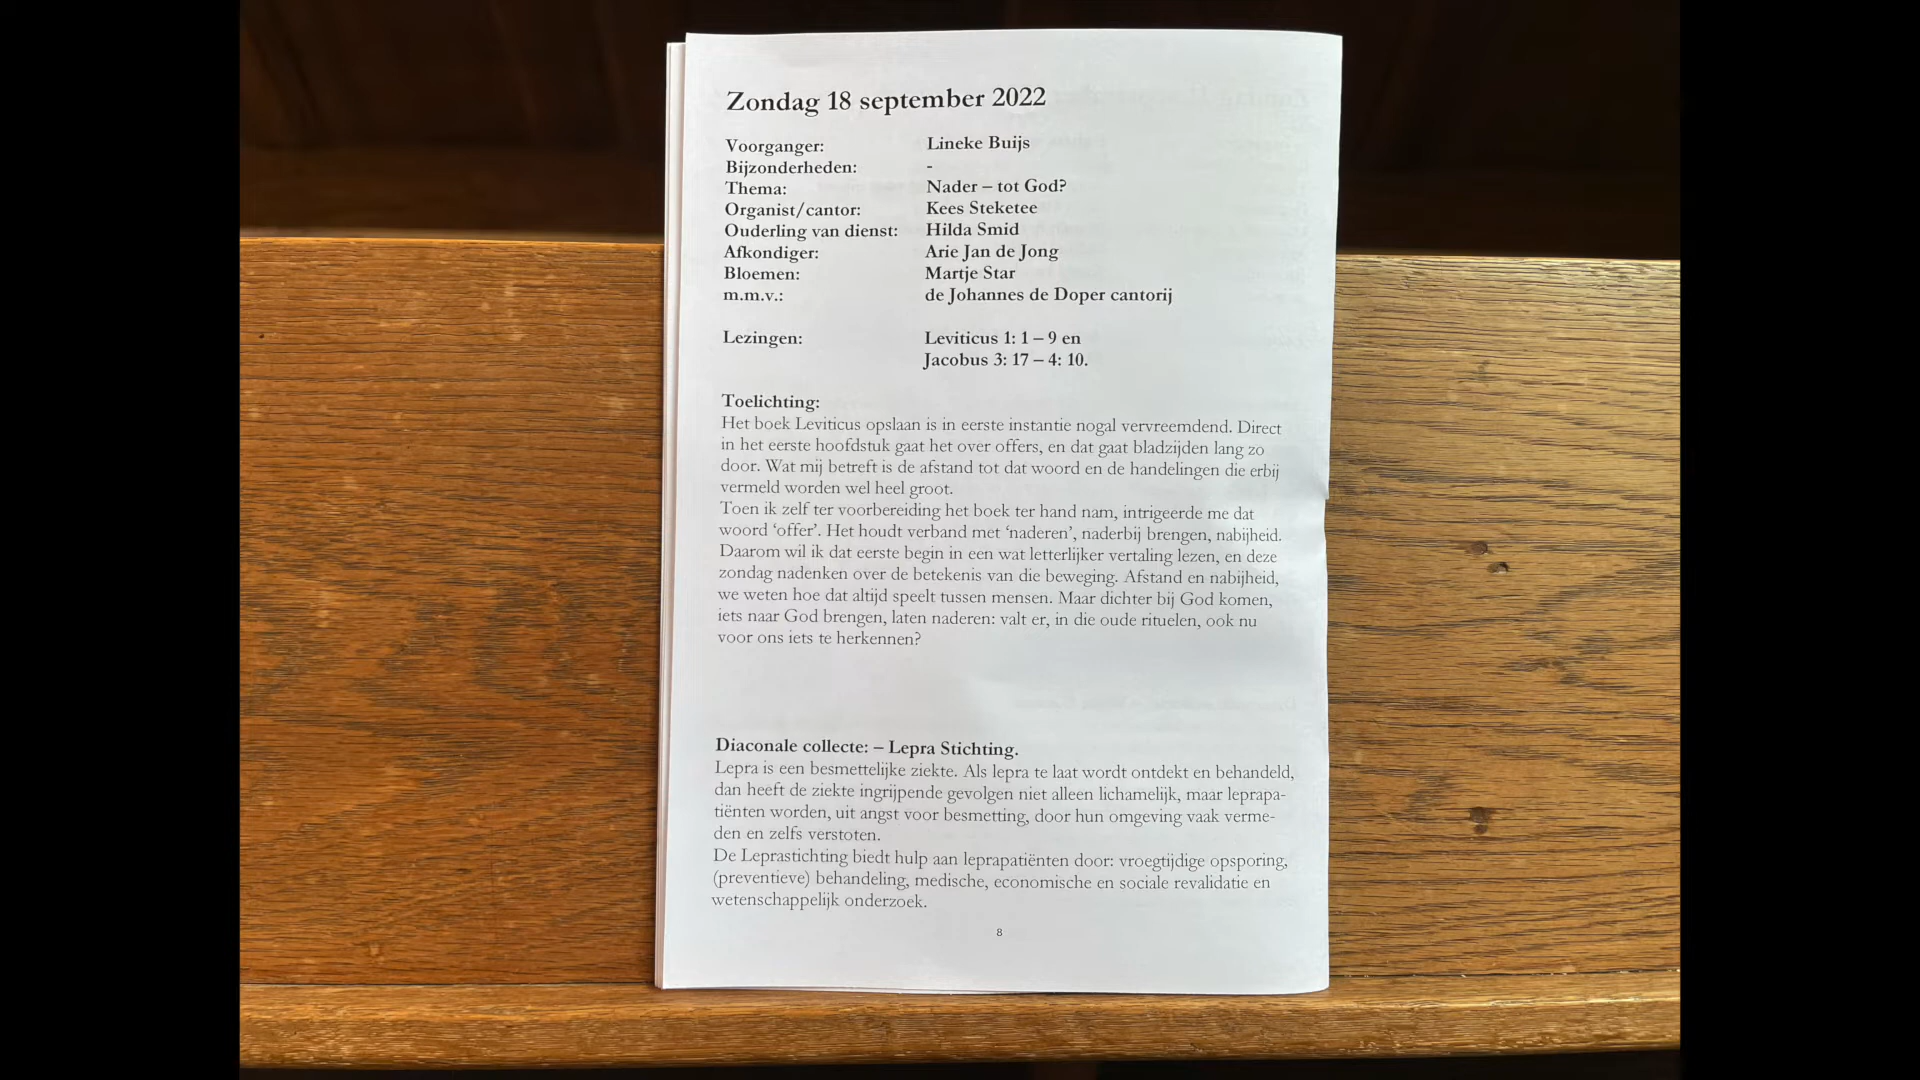 Zondag 18 september 2022
Voorganger: Lineke Buijs
Bijzonderheden: -
Thema: Nader – tot God?
Organist/cantor: Kees Steketee
Ouderling van dienst: Hilda Smid
Afkondiger: Arie Jan de Jong
Bloemen: Martje Star
m.m.v.: de Johannes de Doper cantorij
Lezingen: Leviticus 1: 1 – 9 en
Jacobus 3: 17 – 4: 10.
Toelichting:
Het boek Leviticus opslaan is in eerste instantie nogal vervreemdend. Direct
in het eerste hoofdstuk gaat het over offers, en dat gaat bladzijden lang zo
door. Wat mij betreft is de afstand tot dat woord en de handelingen die erbij
vermeld worden wel heel groot.
Toen ik zelf ter voorbereiding het boek ter hand nam, intrigeerde me dat
woord ‘offer’. Het houdt verband met ‘naderen’, naderbij brengen, nabijheid.
Daarom wil ik dat eerste begin in een wat letterlijker vertaling lezen, en deze
zondag nadenken over de betekenis van die beweging. Afstand en nabijheid,
we weten hoe dat altijd speelt tussen mensen. Maar dichter bij God komen,
iets naar God brengen, laten naderen: valt er, in die oude rituelen, ook nu
voor ons iets te herkennen?
Diaconale collecte: – Lepra Stichting.
Lepra is een besmettelijke ziekte. Als lepra te laat wordt ontdekt en behandeld,
dan heeft de ziekte ingrijpende gevolgen niet alleen lichamelijk, maar leprapa-
tiënten worden, uit angst voor besmetting, door hun omgeving vaak verme-
den en zelfs verstoten.
De Leprastichting biedt hulp aan leprapatiënten door: vroegtijdige opsporing,
(preventieve) behandeling, medische, economische en sociale revalidatie en
wetenschappelijk onderzoek.
8